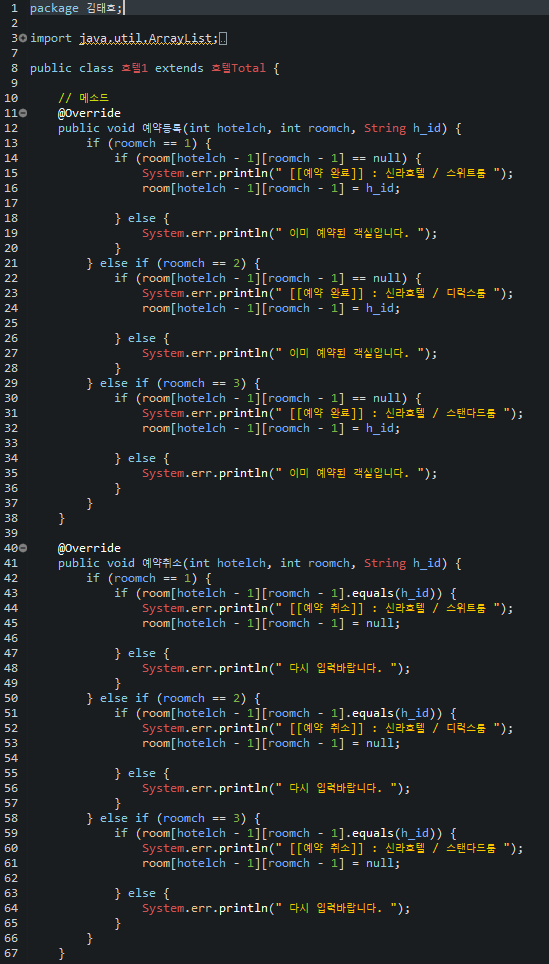 1 package 김태호;
2
3 import java.util.ArrayList;
7
8 public class 호텔1 extends 호텔Total {
9
10     // 메소드
11     @Override
12     public void 예약등록(int hotelch, int roomch, String h_id) {
13         if (roomch == 1) {
14             if (room[hotelch - 1][roomch - 1] == null) {
15                 System.err.println(" [[예약 완료]] : 신라호텔 / 스위트룸 ");
16                 room[hotelch - 1][roomch - 1] = h_id;
17
18             } else {
19                 System.err.println(" 이미 예약된 객실입니다. ");
20             }
21         } else if (roomch == 2) {
22             if (room[hotelch - 1][roomch - 1] == null) {
23                 System.err.println(" [[예약 완료]] : 신라호텔 / 디럭스룸 ");
24                 room[hotelch - 1][roomch - 1] = h_id;
25
26             } else {
27                 System.err.println(" 이미 예약된 객실입니다. ");
28             }
29         } else if (roomch == 3) {
30             if (room[hotelch - 1][roomch - 1] == null) {
31                 System.err.println(" [[예약 완료]] : 신라호텔 / 스탠다드룸 ");
32                 room[hotelch - 1][roomch - 1] = h_id;
33
34             } else {
35                 System.err.println(" 이미 예약된 객실입니다. ");
36             }
37         }
38     }
39
40     @Override
41     public void 예약취소(int hotelch, int roomch, String h_id) {
42         if (roomch == 1) {
43             if (room[hotelch - 1][roomch - 1].equals(h_id)) {
44                 System.err.println(" [[예약 취소]] : 신라호텔 / 스위트룸 ");
45                 room[hotelch - 1][roomch - 1] = null;
46
47             } else {
48                 System.err.println(" 다시 입력바랍니다. ");
49             }
50         } else if (roomch == 2) {
51             if (room[hotelch - 1][roomch - 1].equals(h_id)) {
52                 System.err.println(" [[예약 취소]] : 신라호텔 / 디럭스룸 ");
53                 room[hotelch - 1][roomch - 1] = null;
54
55             } else {
56                 System.err.println(" 다시 입력바랍니다. ");
57             }
58         } else if (roomch == 3) {
59             if (room[hotelch - 1][roomch - 1].equals(h_id)) {
60                 System.err.println(" [[예약 취소]] : 신라호텔 / 스탠다드룸 ");
61                 room[hotelch - 1][roomch - 1] = null;
62
63             } else {
64                 System.err.println(" 다시 입력바랍니다. ");
65             }
66         }
67     }